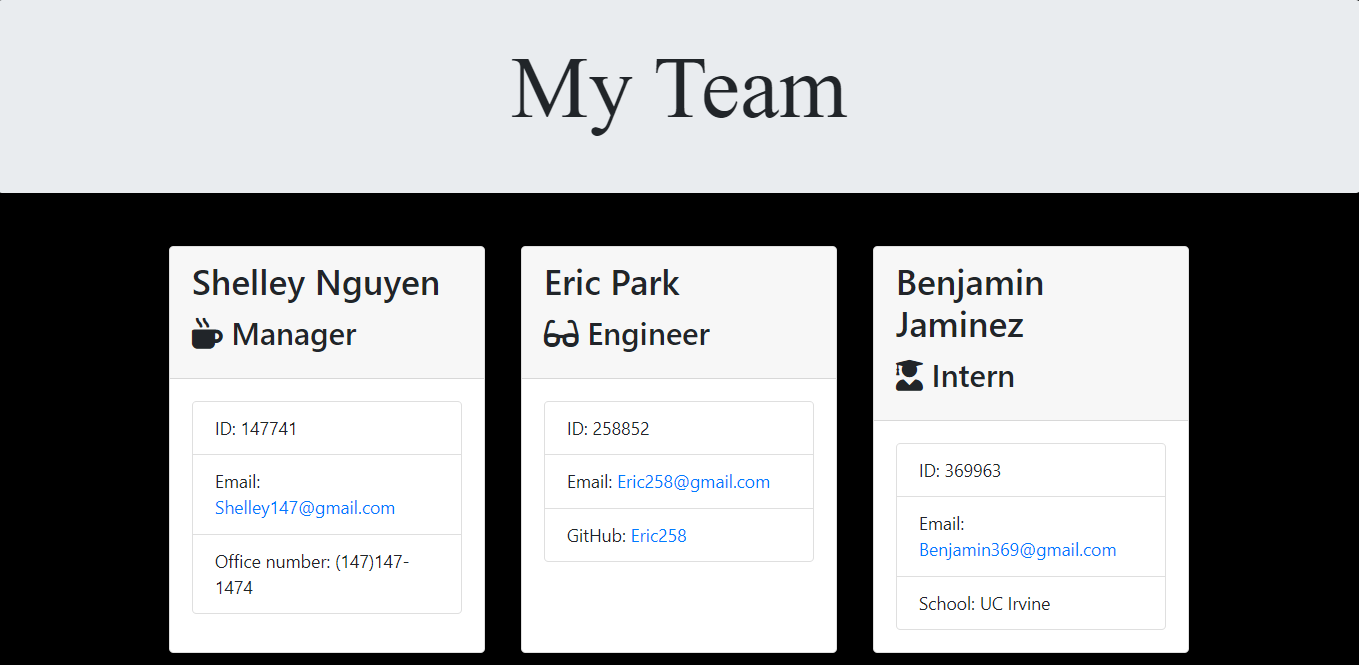 My Team
Shelley Nguyen
Manager
ID: 147741
Email:
Shelley147@gmail.com
Office number: (147)147-
1474
Eric Park
Engineer
ID: 258852
Email: Eric258@gmail.com
GitHub: Eric258
Benjamin
Jaminez
Intern
ID: 369963
Email:
Benjamin369@gmail.com
School: UC Irvine